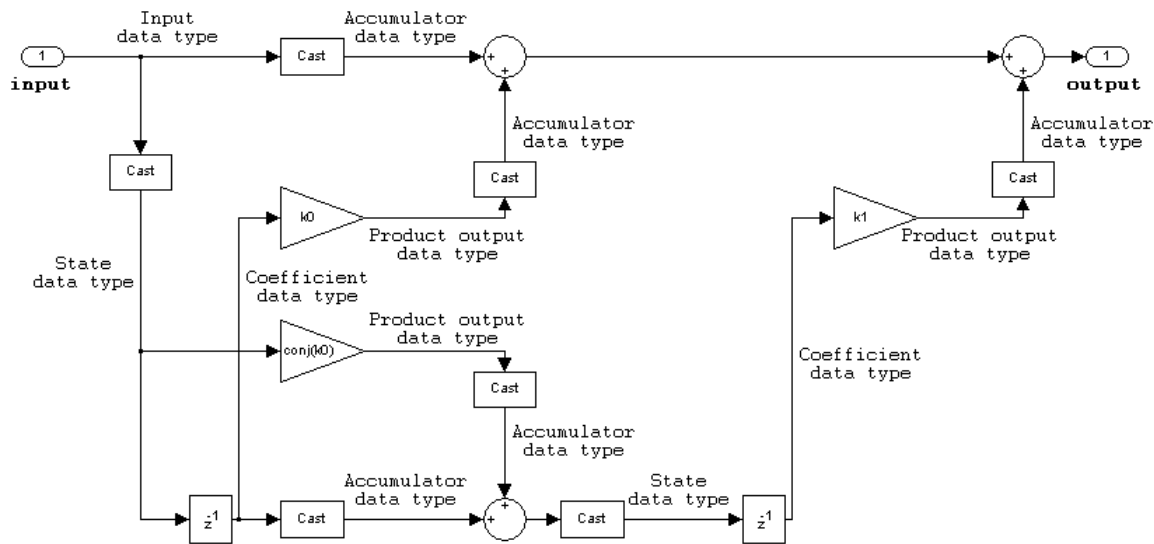 Input
data type
Accumulator
data type
1
Cast
+
+
+
+
1
input
output
Accumulator
data type
Accumulator
data type
Cast
Cast
Cast
k0
k1
Product output
data type
Product output
data type
State
data type
Coefficient
data type
Product output
data type
conj(k0)
Coefficient
data type
Cast
Accumulator
data type
Accumulator
data type
State
data type
-1
z
Cast
+
+
Cast
-1
z